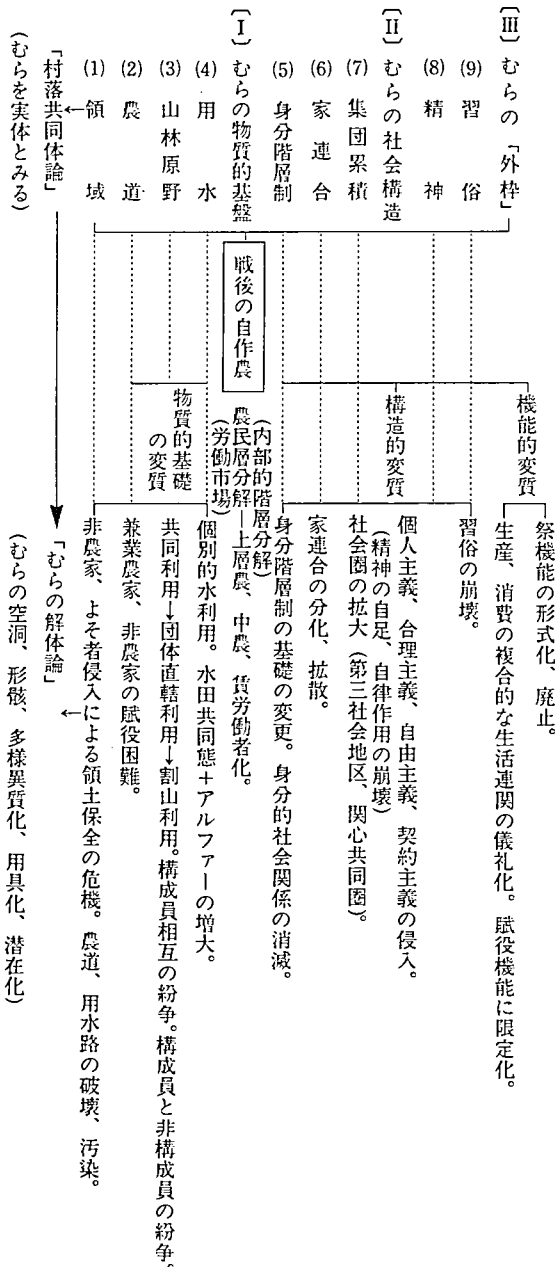 〔Ⅲ〕むらの「外枠」
(9) 習俗
(8) 精神
〔Ⅱ〕むらの社会構造
(7) 集団累積
(6) 家連合
(5) 身分階層制
〔Ⅰ〕むらの物質的基盤
(4) 用水
(3) 山林原野
(2) 農道
(1) 領域
「村落共同体論」
(むらを実体とみる)
戦後の自作農
機能的変質
構造的変質
物質的基礎
の変質
祭機能の形式化、廃止。
生産、消費の複合的な生活連関の儀礼化。賦役機能に限定化。
習俗の崩壊。
個人主義、合理主義、自由主義、契約主義の侵入。
(精神の自足、自律作用の崩壊)
社会圏の拡大(第三社会地区、関心共同圏)。
家連合の分化、拡散。
身分階層制の基礎の変更。身分的社会関係の消滅。
(内部的階層分解)
農民層分解―上層農、中農、賃労働者化。
(労働市場)
個別的水利用。水田共同態+アルファーの増大。
共同利用→団体直轄利用→割山利用。構成員相互の紛争。構成員と非構成員の紛争。
兼業農家、非農家の賦役困難。
非農家、よそ者侵入による領土保全の危機。農道、用水路の破壊、汚染。
「むらの解体論」
(むらの空洞、形骸、多様異質化、用具化、潜在化)